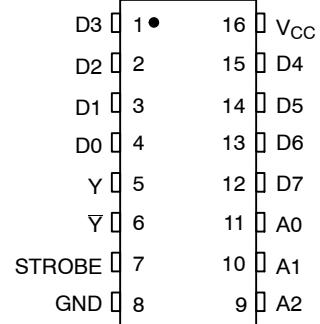 D3 1 16 VCC
D2 2 15 D4
D1 3 14 D5
D0 4 13 D6
Y 5 12 D7
Y̅ 6 11 A0
STROBE 7 10 A1
GND 8 9 A2